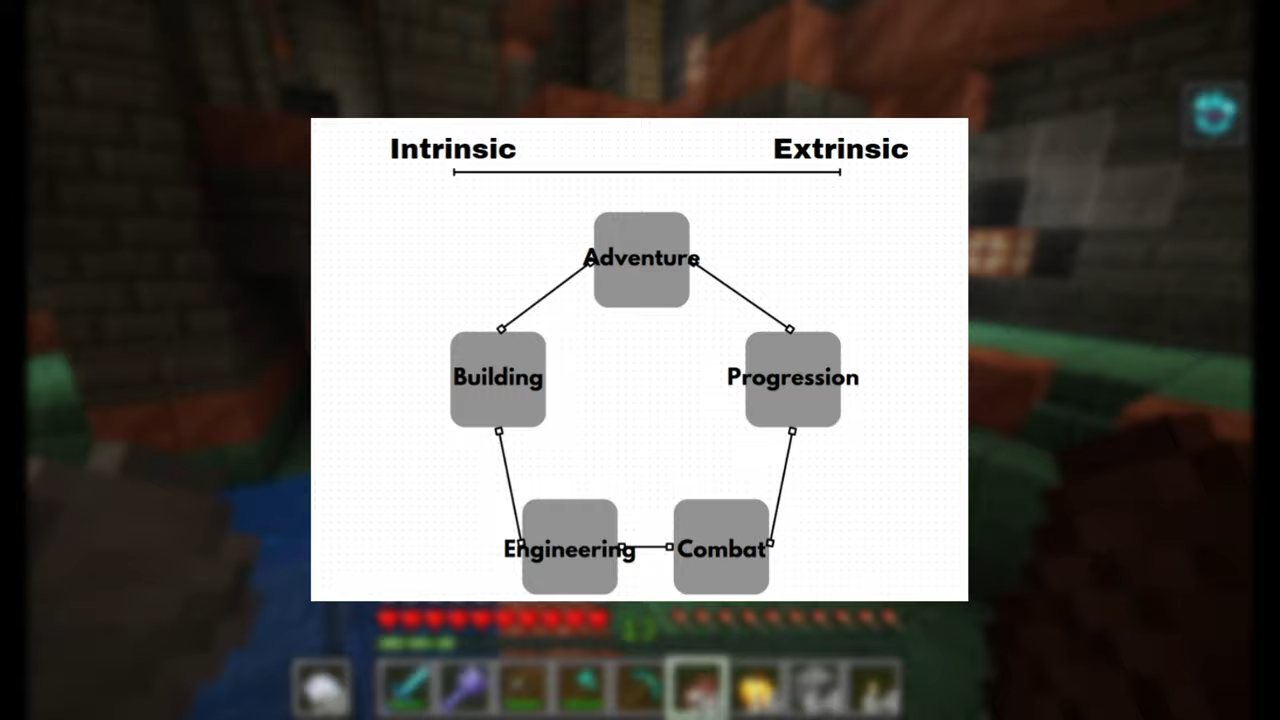 Intrinsic Extrinsic
Adventure
Building Progression
Engineering Combat